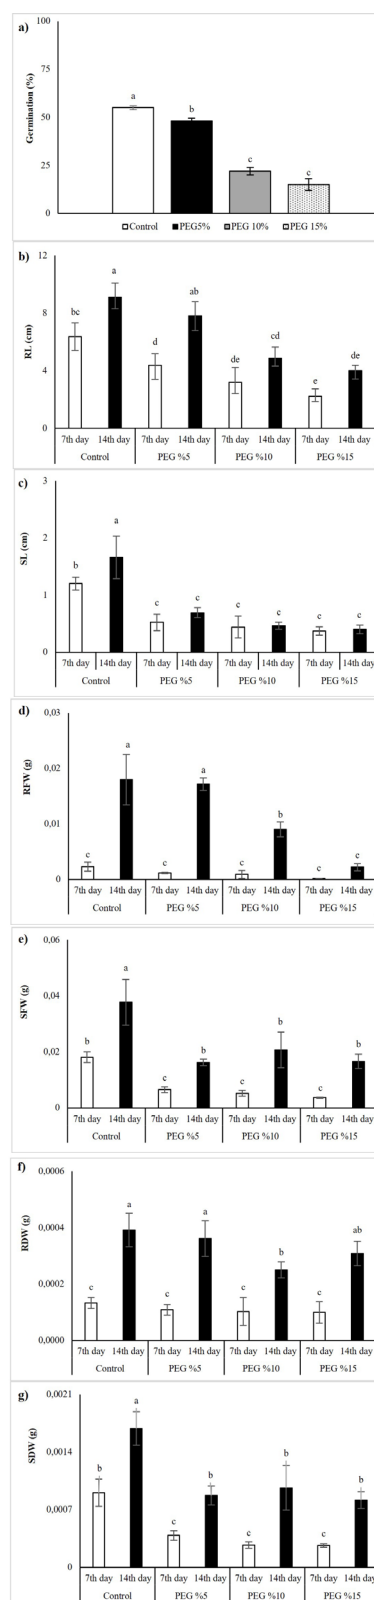 a)
Germination (%)
100
75
50
25
0
a
b
c
c
Control PEG5% PEG 10% PEG 15%
b)
RL (cm)
12
8
4
0
bc
a
d
ab
de
cd
e
de
7th day 14th day 7th day 14th day 7th day 14th day 7th day 14th day
Control PEG %5 PEG %10 PEG %15
c)
SL (cm)
3
2
1
0
b
a
c
c
c
c
c
c
7th day 14th day 7th day 14th day 7th day 14th day 7th day 14th day
Control PEG %5 PEG %10 PEG %15
d)
RFW (g)
0,03
0,02
0,01
0
c
a
c
a
c
b
c
c
7th day 14th day 7th day 14th day 7th day 14th day 7th day 14th day
Control PEG %5 PEG %10 PEG %15
e)
SFW (g)
0,06
0,04
0,02
0
b
a
c
b
c
b
c
b
7th day 14th day 7th day 14th day 7th day 14th day 7th day 14th day
Control PEG %5 PEG %10 PEG %15
f)
RDW (g)
0,0006
0,0004
0,0002
0,0000
c
a
c
a
c
b
c
ab
7th day 14th day 7th day 14th day 7th day 14th day 7th day 14th day
Control PEG %5 PEG %10 PEG %15
g)
SDW (g)
0,0021
0,0014
0,0007
0
b
a
c
b
c
b
c
b
7th day 14th day 7th day 14th day 7th day 14th day 7th day 14th day
Control PEG %5 PEG %10 PEG %15